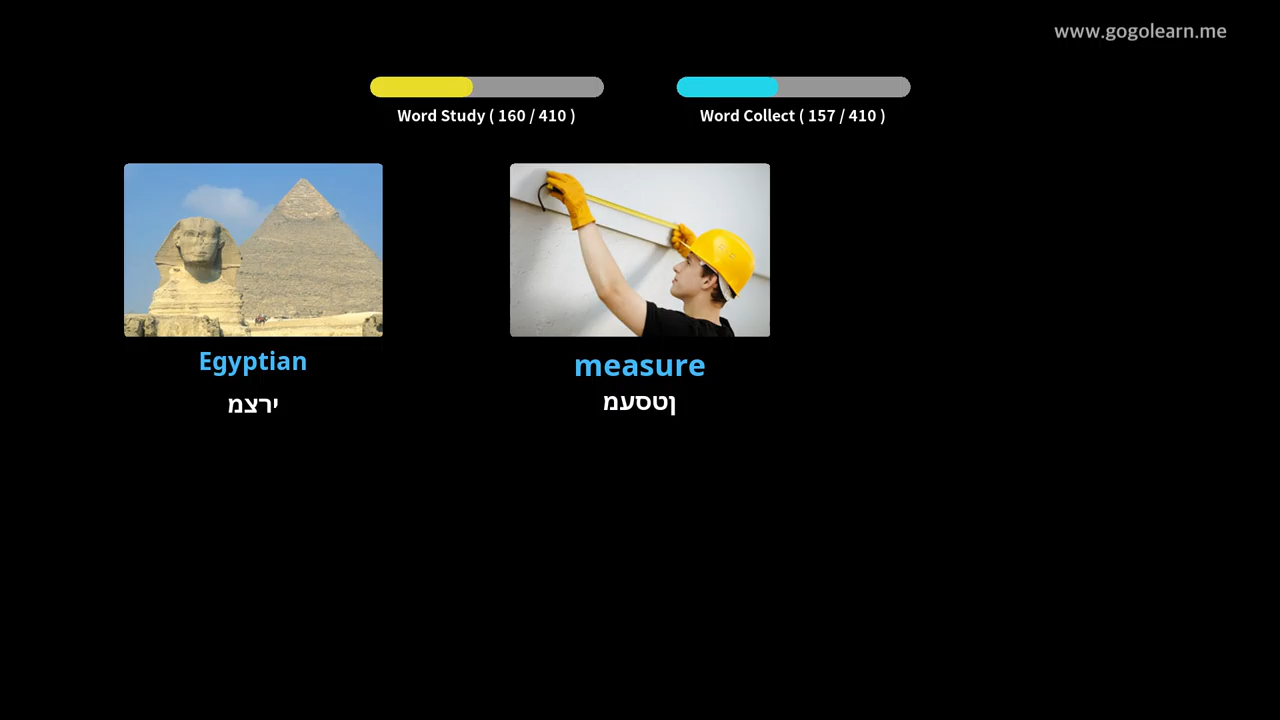 www.gogolearn.me
Word Study ( 160 / 410 )
Word Collect ( 157 / 410 )
Egyptian
מצרי
measure
מעסטן